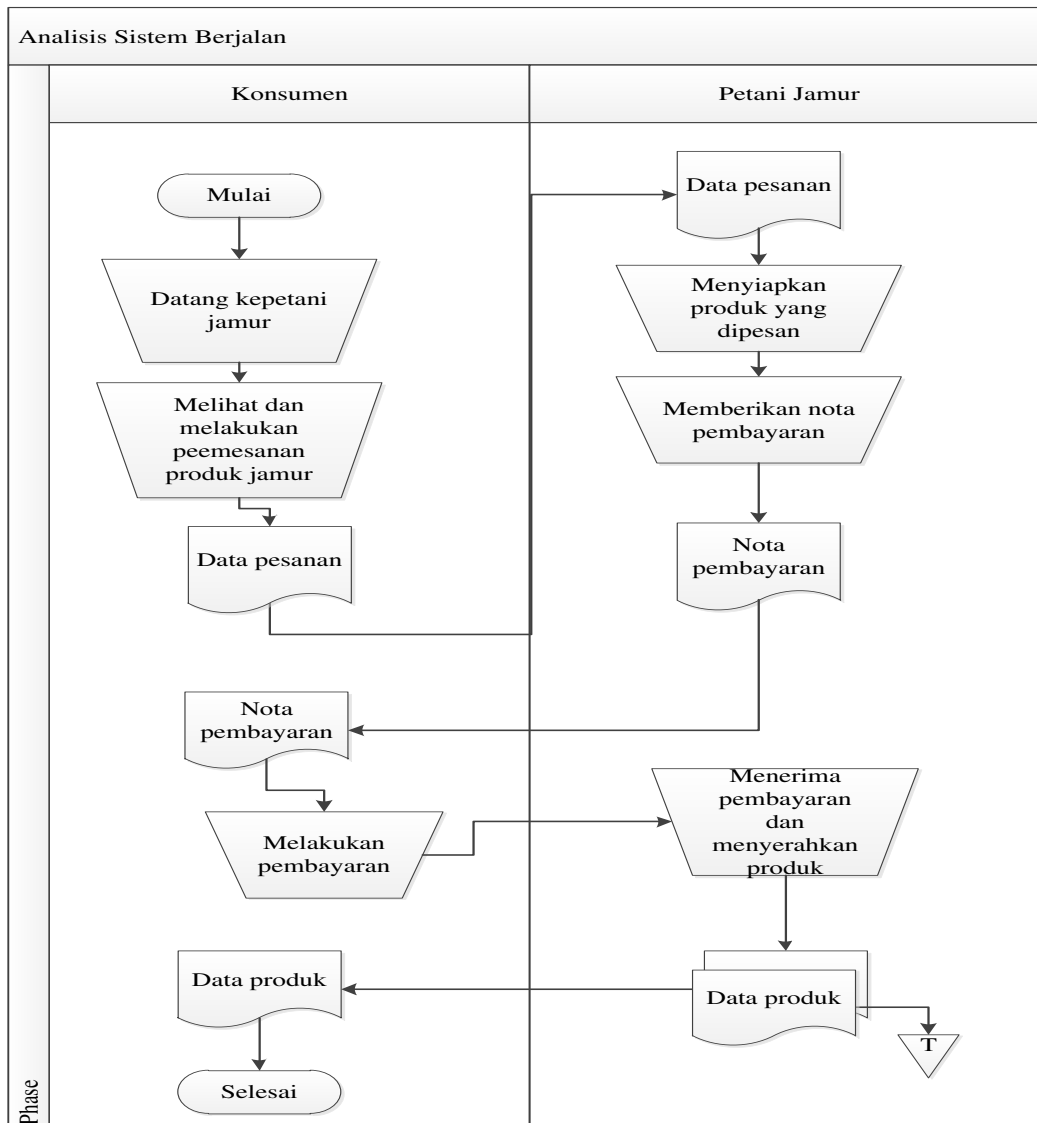 Analisis Sistem Berjalan
Konsumen
Petani Jamur
Mulai
Datang kepetani
jamur
Melihat dan
melakukan
peemesanan
produk jamur
Data pesanan
Data pesanan
Menyiapkan
produk yang
dipesan
Memberikan nota
pembayaran
Nota
pembayaran
Nota
pembayaran
Melakukan
pembayaran
Menerima
pembayaran
dan
menyerahkan
produk
Data produk
T
Data produk
Selesai
Phase